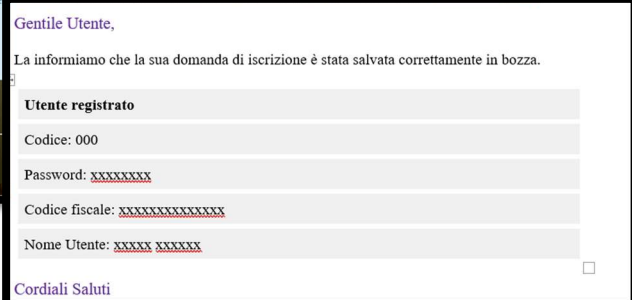 Gentile Utente,
La informiamo che la sua domanda di iscrizione è stata salvata correttamente in bozza.
Utente registrato
Codice: 000
Password: xxxxxxxx
Codice fiscale: xxxxxxxxxxxxxx
Nome Utente: xxxxx xxxxxx
Cordiali Saluti